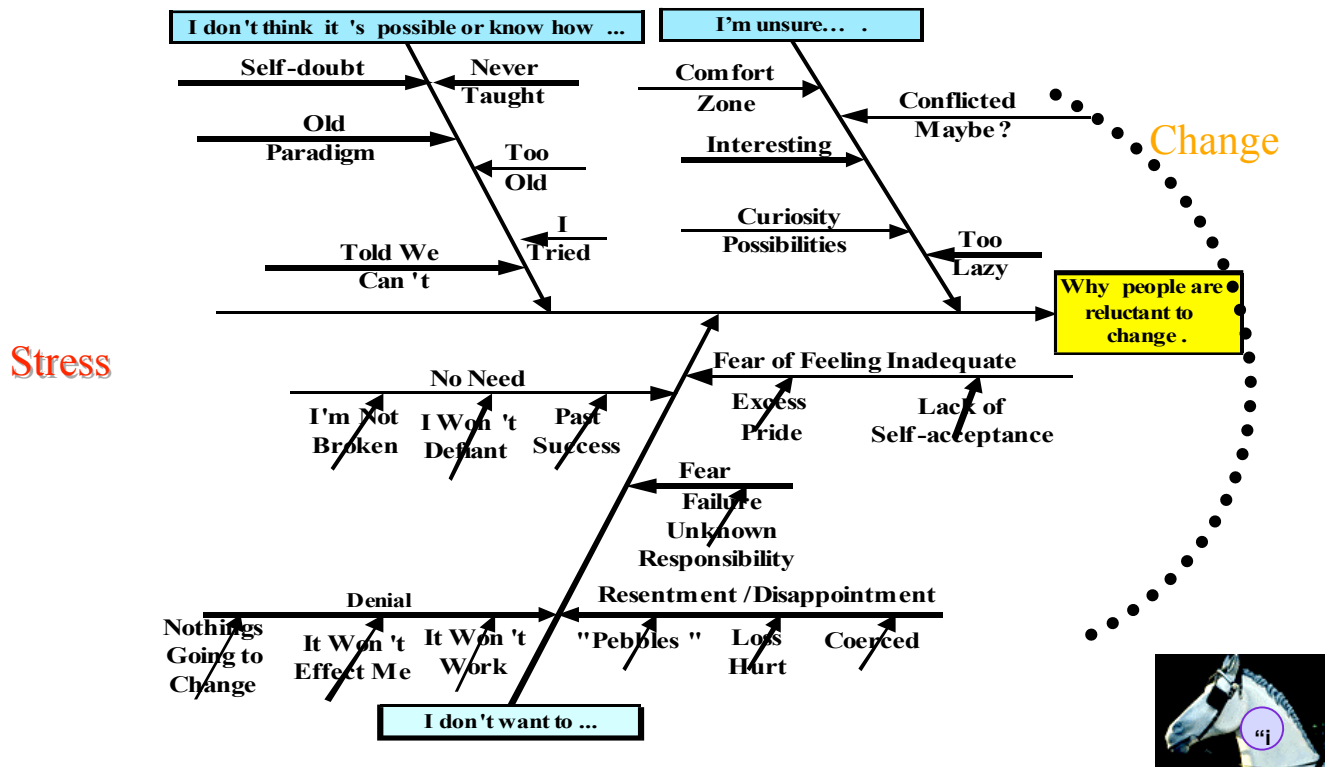 I don't think it's possible or know how ...
I'm unsure... .
Self-doubt
Never
Taught
Old
Paradigm
Too
Old
I
Tried
Told We
Can't
Comfort
Zone
Conflicted
Maybe?
Interesting
Curiosity
Possibilities
Too
Lazy
Change
Why people are
reluctant to
change.
Stress
No Need
I'm Not
Broken
I Won't
Defiant
Past
Success
Fear of Feeling Inadequate
Excess
Pride
Lack of
Self-acceptance
Fear
Failure
Unknown
Responsibility
Denial
Nothings
Going to
Change
It Won't
Effect Me
It Won't
Work
Resentment/Disappointment
"Pebbles"
Loss
Hurt
Coerced
I don't want to ...
“i